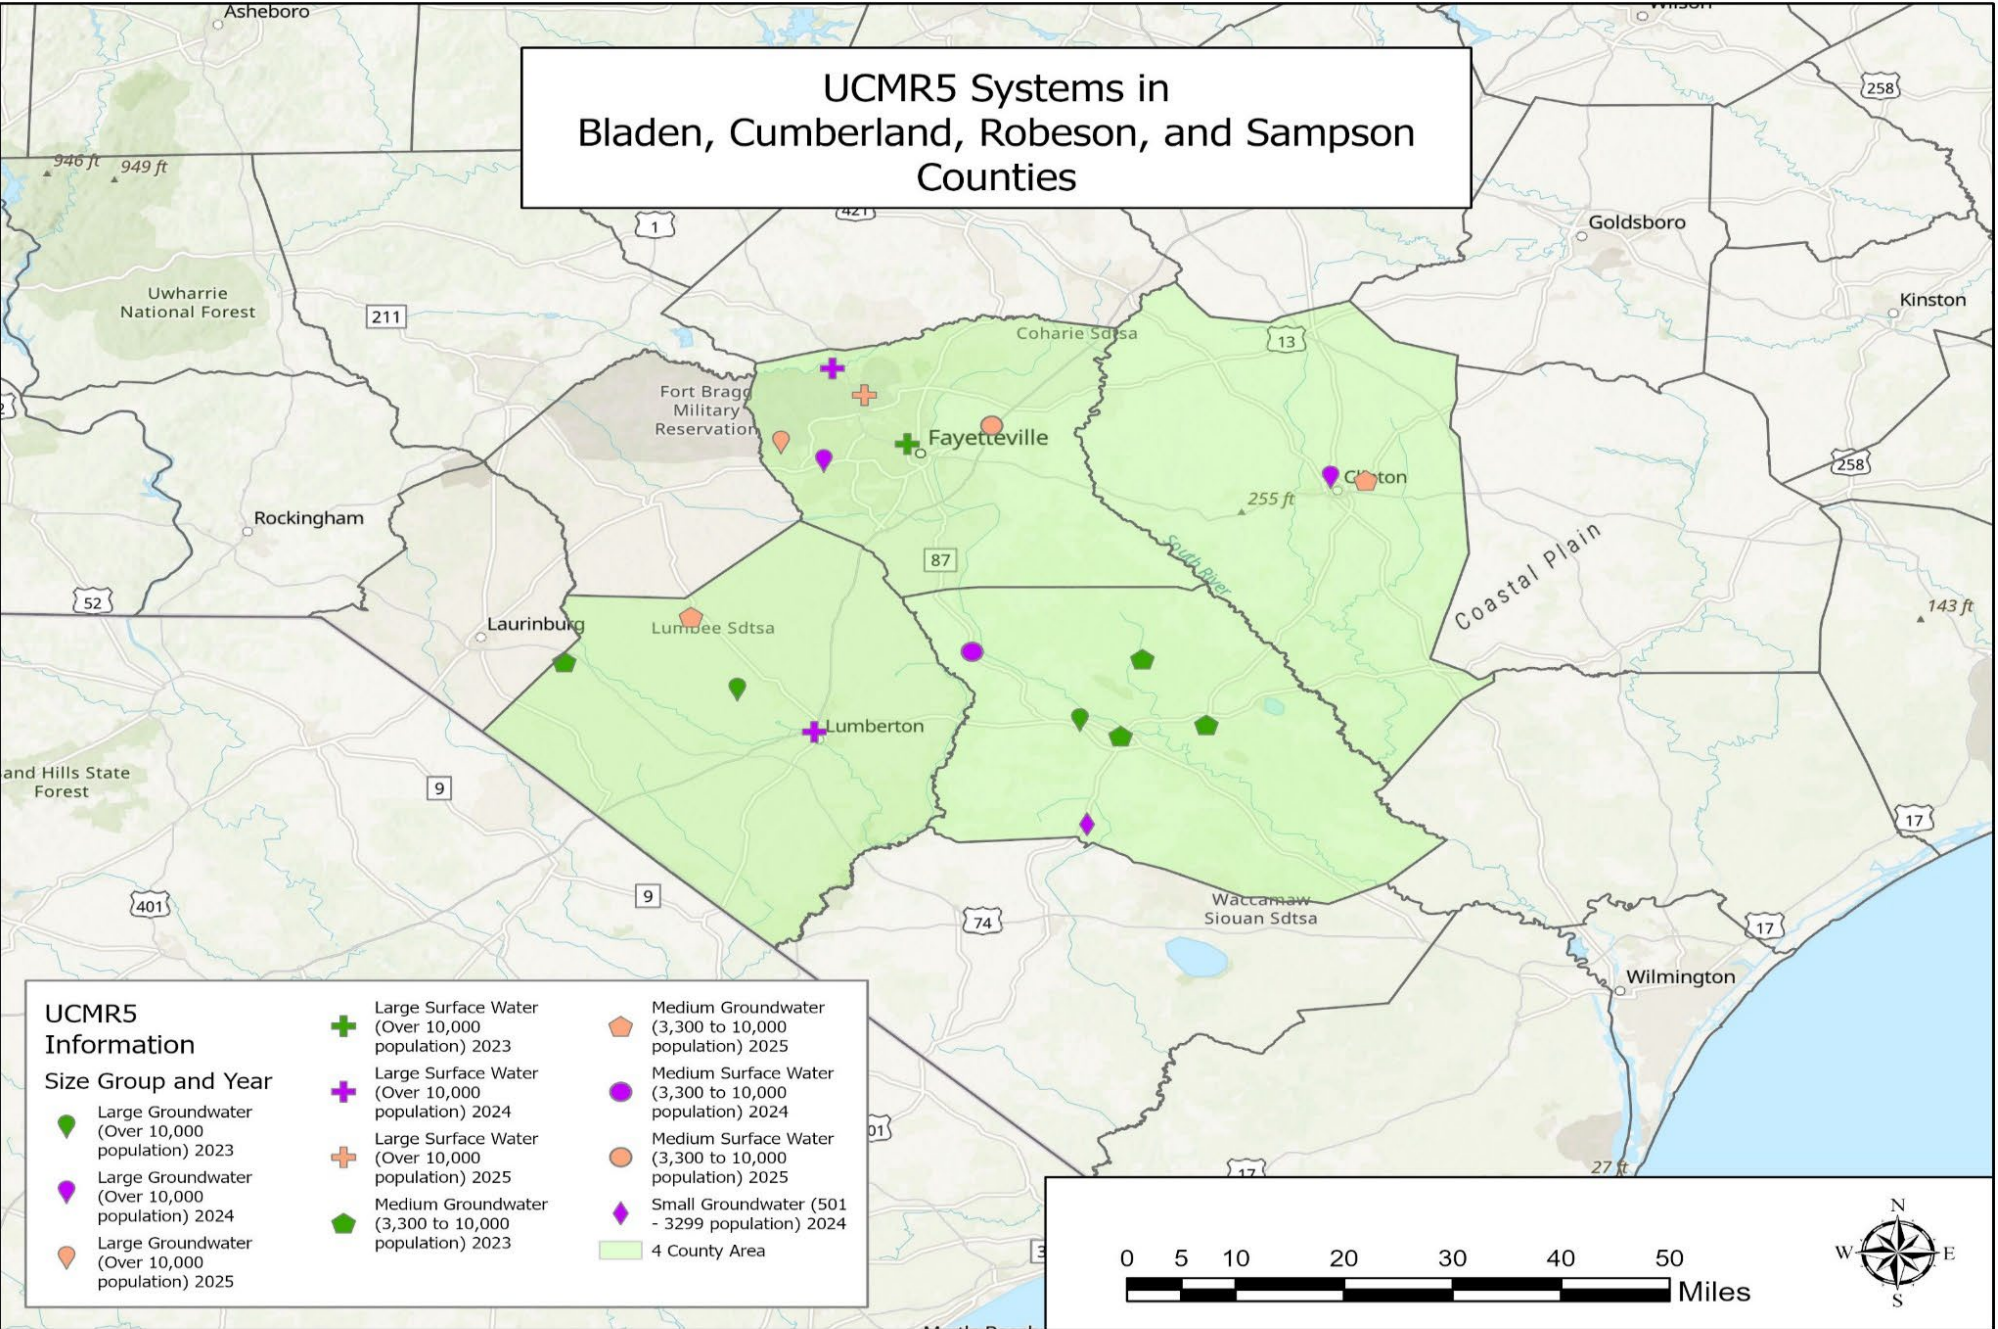 Asheboro
Wilson
UCMR5 Systems in
Bladen, Cumberland, Robeson, and Sampson
Counties
258
946 ft
949 ft
1
421
Goldsboro
Uwharrie
National Forest
211
Kinston
Coharie Sdtsa
13
Fort Bragg
Military
Reservation
Fayetteville
258
Clinton
255 ft
Rockingham
Coastal Plain
87
South River
52
143 ft
Laurinburg
Lumbee Sdtsa
Lumberton
and Hills State
Forest
9
17
9
401
74
Waccamaw
Siouan Sdtsa
17
Wilmington
UCMR5
Information
Size Group and Year
Large Groundwater
(Over 10,000
population) 2023
Large Groundwater
(Over 10,000
population) 2024
Large Groundwater
(Over 10,000
population) 2025
Large Surface Water
(Over 10,000
population) 2023
Large Surface Water
(Over 10,000
population) 2024
Large Surface Water
(Over 10,000
population) 2025
Medium Groundwater
(3,300 to 10,000
population) 2023
Medium Groundwater
(3,300 to 10,000
population) 2025
Medium Surface Water
(3,300 to 10,000
population) 2024
Medium Surface Water
(3,300 to 10,000
population) 2025
Small Groundwater (501
- 3299 population) 2024
4 County Area
01
17
27 ft
3
0 5 10 20 30 40 50
Miles
N
W E
S